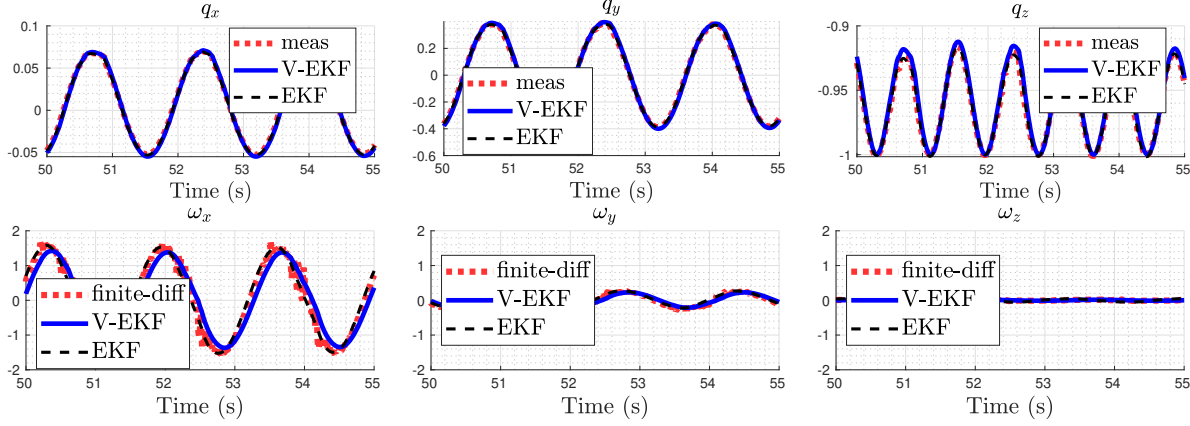 q_x
0.1
0.05
0
-0.05
50 51 52 53 54 55
Time (s)
meas
V-EKF
EKF
q_y
0.2
0
-0.2
-0.4
-0.6
50 51 52 53 54 55
Time (s)
meas
V-EKF
EKF
q_z
-0.9
-0.95
-1
50 51 52 53 54 55
Time (s)
meas
V-EKF
EKF
ω_x
2
1
0
-1
-2
50 51 52 53 54 55
Time (s)
finite-diff
V-EKF
EKF
ω_y
2
1
0
-1
-2
50 51 52 53 54 55
Time (s)
finite-diff
V-EKF
EKF
ω_z
2
1
0
-1
-2
50 51 52 53 54 55
Time (s)
finite-diff
V-EKF
EKF